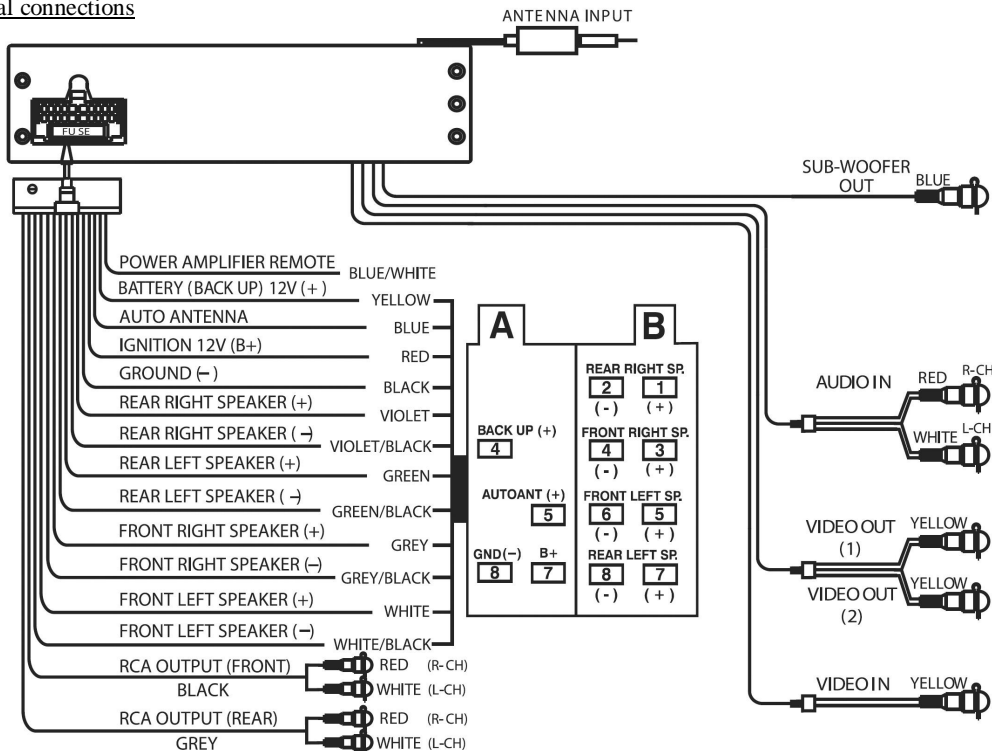 al connections
ANTENNA INPUT
FUSE
SUB-WOOFER
OUT
BLUE
POWER AMPLIFIER REMOTE
BLUE/WHITE
BATTERY (BACK UP) 12V (+)
YELLOW
AUTO ANTENNA
BLUE
IGNITION 12V (B+)
RED
GROUND (–)
BLACK
REAR RIGHT SPEAKER (+)
VIOLET
REAR RIGHT SPEAKER (–)
VIOLET/BLACK
REAR LEFT SPEAKER (+)
GREEN
REAR LEFT SPEAKER (–)
GREEN/BLACK
FRONT RIGHT SPEAKER (+)
GREY
FRONT RIGHT SPEAKER (–)
GREY/BLACK
FRONT LEFT SPEAKER (+)
WHITE
FRONT LEFT SPEAKER (–)
WHITE/BLACK
RCA OUTPUT (FRONT)
BLACK
RED (R-CH)
WHITE (L-CH)
RCA OUTPUT (REAR)
GREY
RED (R-CH)
WHITE (L-CH)
A
BACK UP (+)
4
AUTOANT (+)
5
GND(–) B+
8 7
B
REAR RIGHT SP.
2 1
(-) (+)
FRONT RIGHT SP.
4 3
(-) (+)
FRONT LEFT SP.
6 5
(-) (+)
REAR LEFT SP.
8 7
(-) (+)
AUDIO IN
RED R-CH
WHITE L-CH
VIDEO OUT
(1)
YELLOW
VIDEO OUT
(2)
YELLOW
VIDEO IN
YELLOW